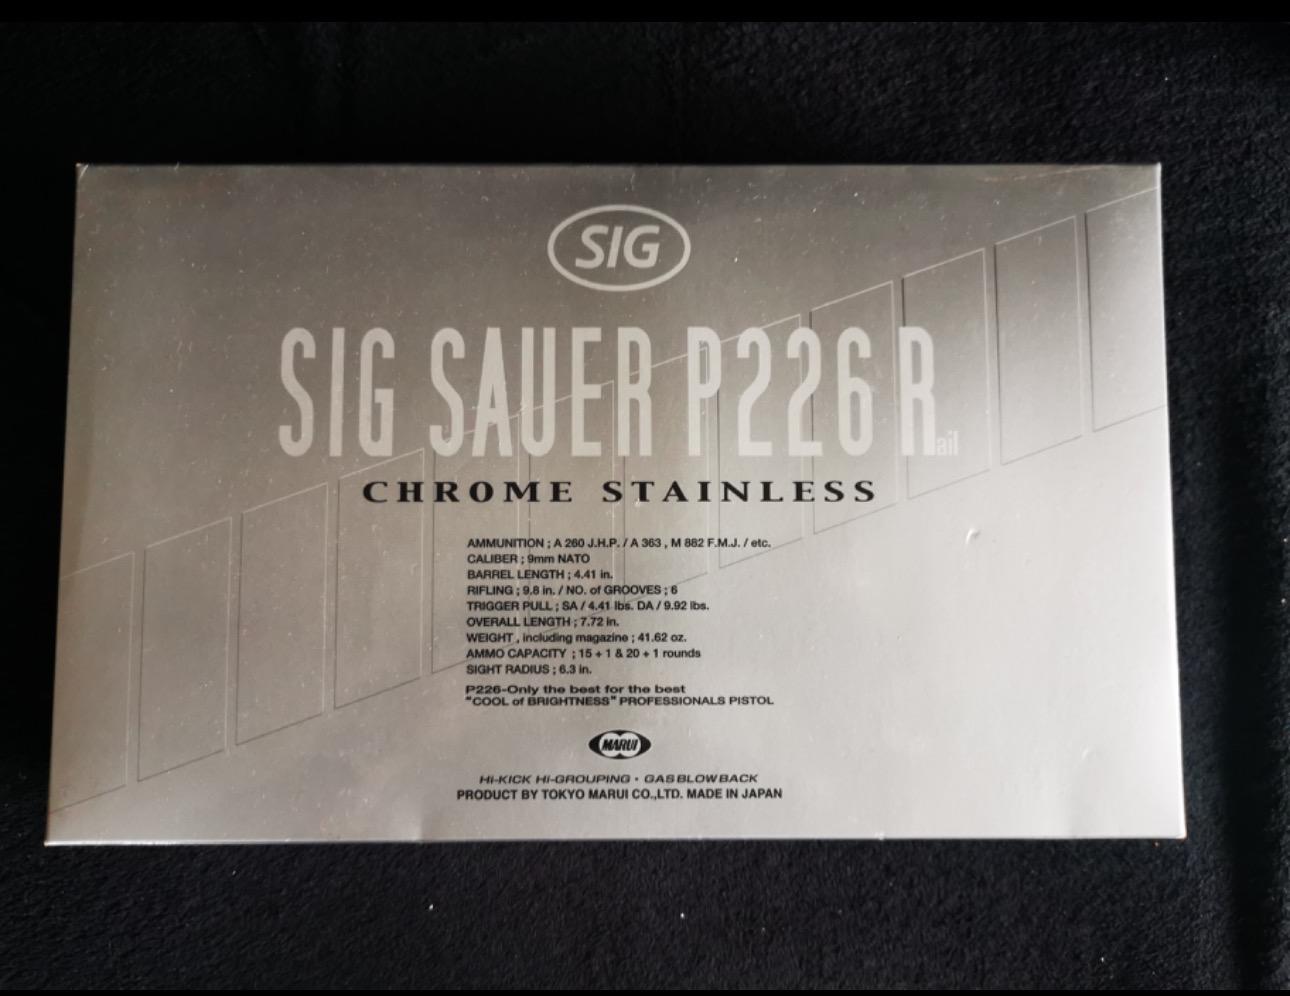 SIG
SIG SAUER P226 Rail
CHROME STAINLESS
AMMUNITION ; A 260 J.H.P. / A 363 , M 882 F.M.J. / etc.
CALIBER ; 9mm NATO
BARREL LENGTH ; 4.41 in.
RIFLING ; 9.8 in. / NO. of GROOVES ; 6
TRIGGER PULL ; SA / 4.41 lbs. DA / 9.92 lbs.
OVERALL LENGTH ; 7.72 in.
WEIGHT , including magazine ; 41.62 oz.
AMMO CAPACITY ; 15 + 1 & 20 + 1 rounds
SIGHT RADIUS ; 6.3 in.
P226-Only the best for the best
"COOL of BRIGHTNESS" PROFESSIONALS PISTOL
MARUI
HI-KICK HI-GROUPING・GAS BLOW BACK
PRODUCT BY TOKYO MARUI CO.,LTD. MADE IN JAPAN